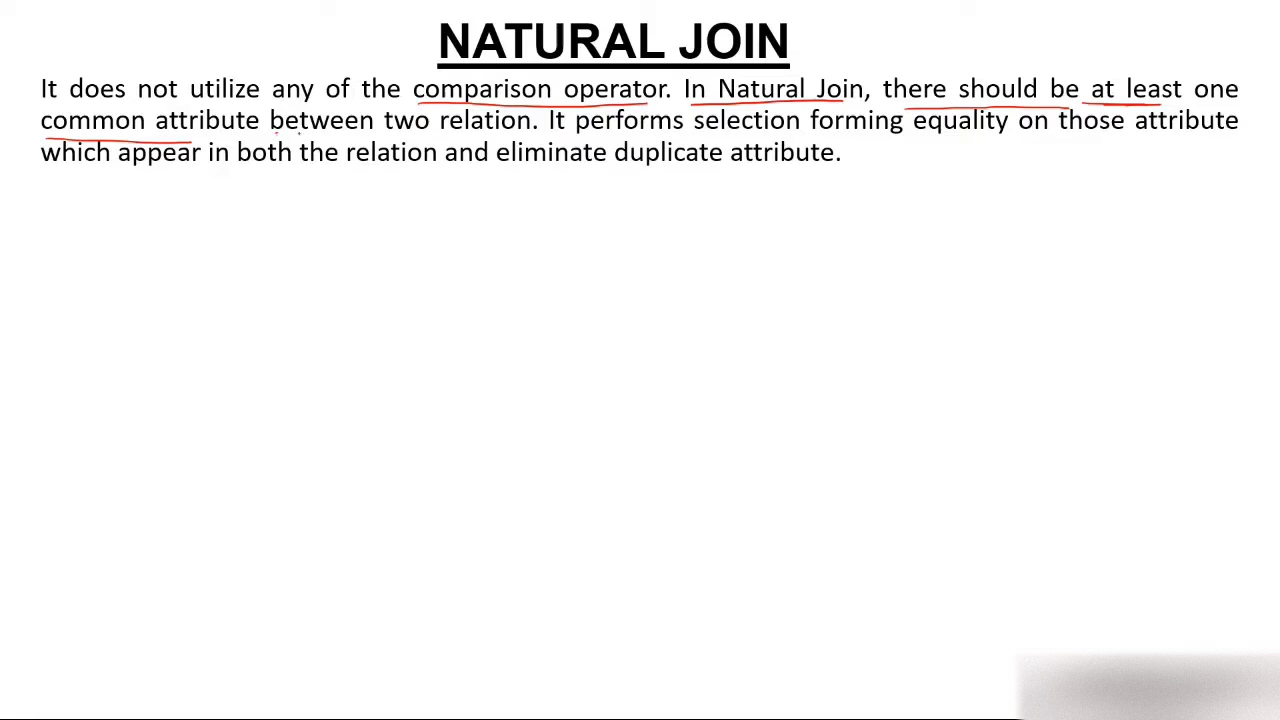 NATURAL JOIN
It does not utilize any of the comparison operator. In Natural Join, there should be at least one
common attribute between two relation. It performs selection forming equality on those attribute
which appear in both the relation and eliminate duplicate attribute.